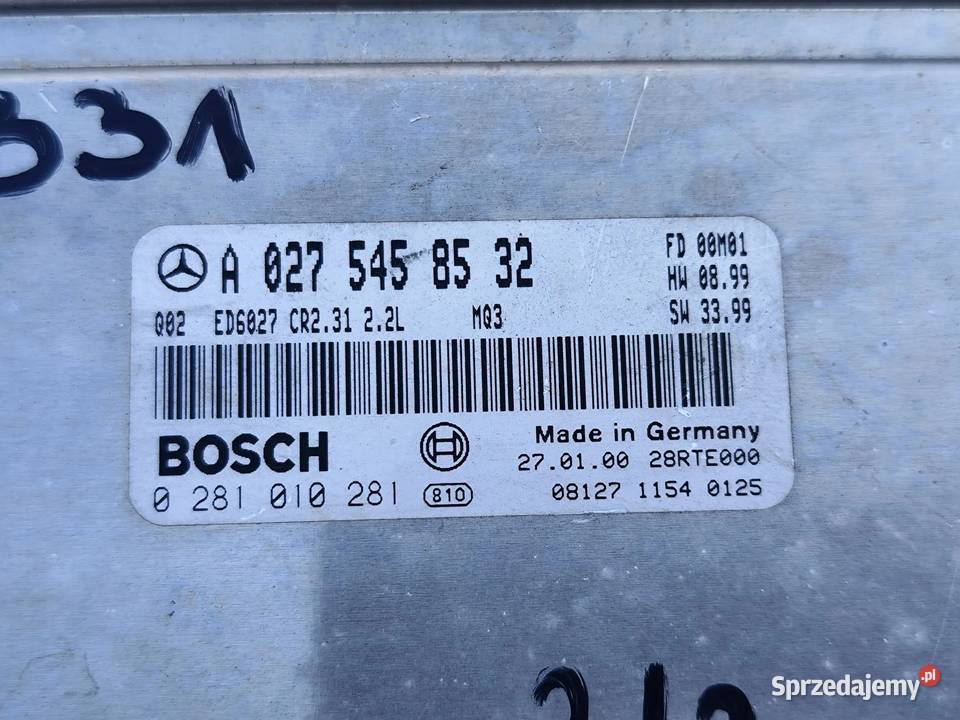 331
A 027 545 85 32
FD 00M01
HW 08.99
SW 33.99
Q02 ED6027 CR2.31 2.2L MQ3
BOSCH
Made in Germany
27.01.00 28RTE000
0 281 010 281 810
08127 1154 0125
Sprzedajemy.pl